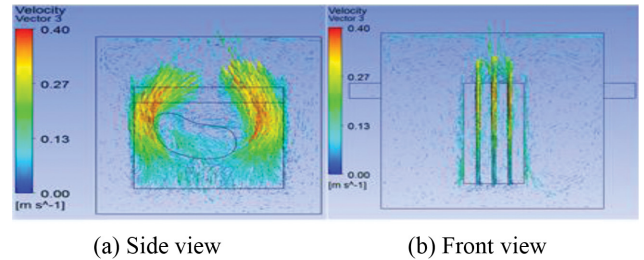 Velocity
Vector 3
0.40
0.27
0.13
0.00
[m s^-1]
Velocity
Vector 3
0.40
0.27
0.13
0.00
[m s^-1]
(a) Side view
(b) Front view